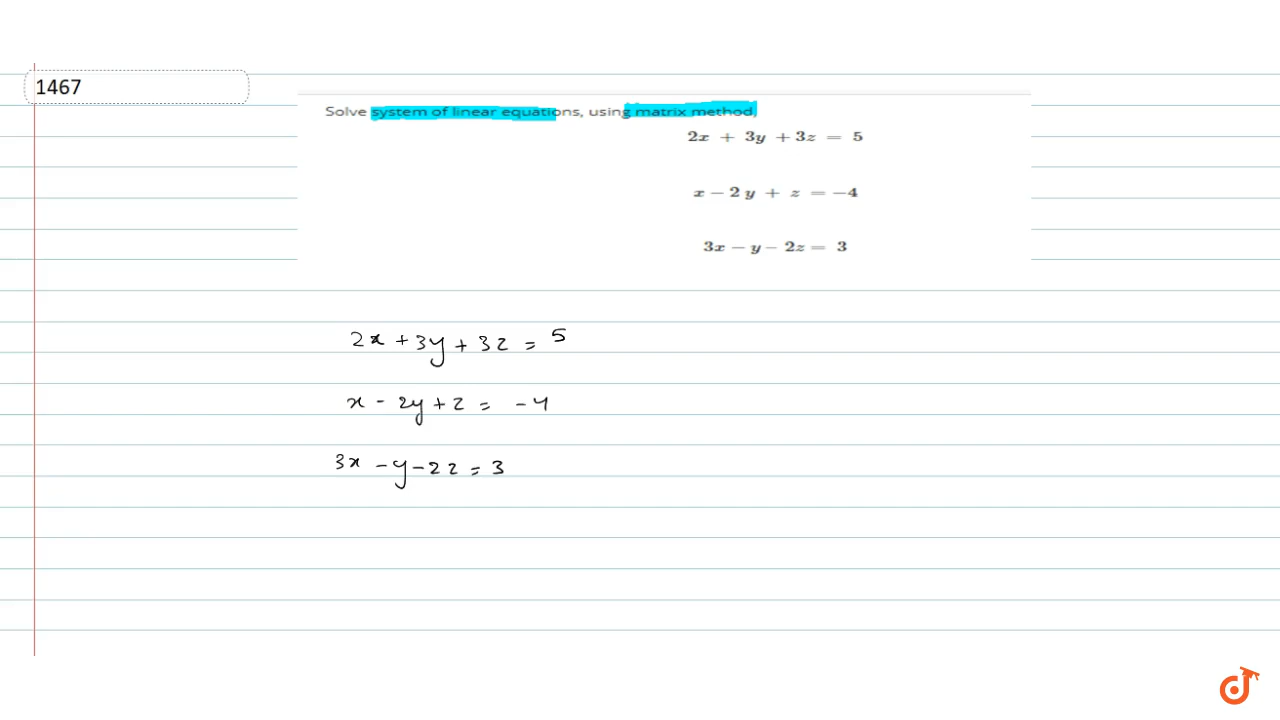 1467
Solve system of linear equations, using matrix method,
2x + 3y + 3z = 5
x − 2y + z = −4
3x − y − 2z = 3
2x + 3y + 3z = 5
x - 2y + z = -4
3x - y - 2z = 3